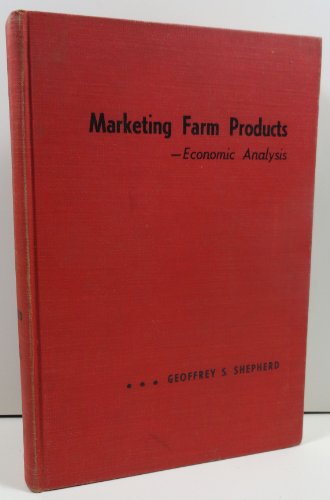 Marketing Farm Products
—Economic Analysis
• • • GEOFFREY S. SHEPHERD